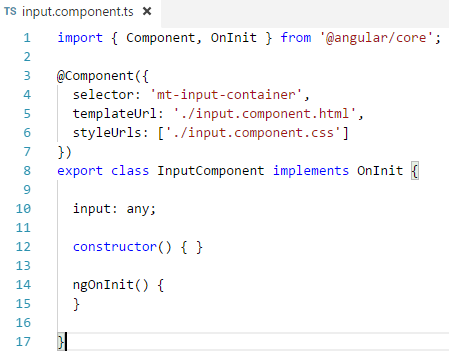 TS input.component.ts ×
1 import { Component, OnInit } from '@angular/core';
2
3 @Component({
4   selector: 'mt-input-container',
5   templateUrl: './input.component.html',
6   styleUrls: ['./input.component.css']
7 })
8 export class InputComponent implements OnInit {
9
10   input: any;
11
12   constructor() { }
13
14   ngOnInit() {
15   }
16
17 }